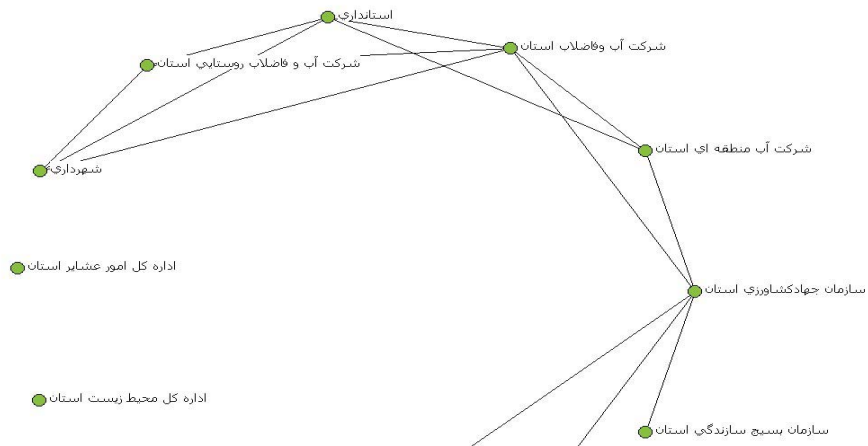 استانداري
شرکت آب وفاضلاب استان
شرکت آب و فاضلاب روستايي استان
شرکت آب منطقه اي استان
شهرداري
اداره کل امور عشاير استان
سازمان جهادکشاورزي استان
اداره کل محيط زيست استان
سازمان بسيج سازندگي استان